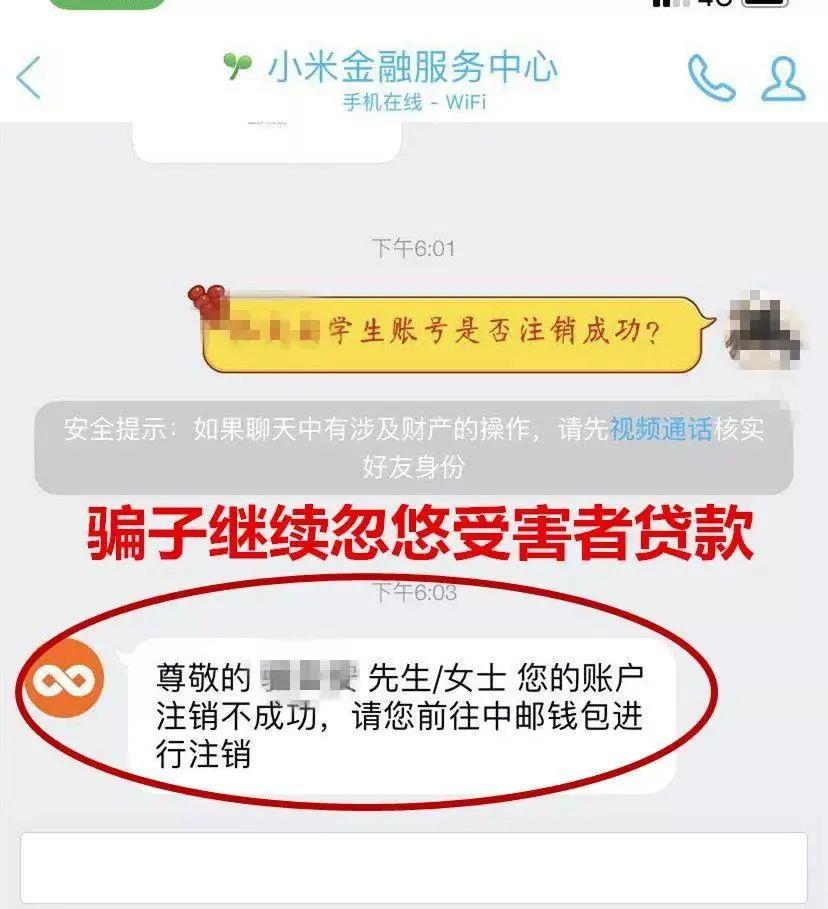 小米金融服务中心
手机在线 - WiFi
下午6:01
学生账号是否注销成功?
安全提示：如果聊天中有涉及财产的操作，请先视频通话核实
好友身份
骗子继续忽悠受害者贷款
下午6:03
尊敬的 先生/女士 您的账户
注销不成功，请您前往中邮钱包进
行注销